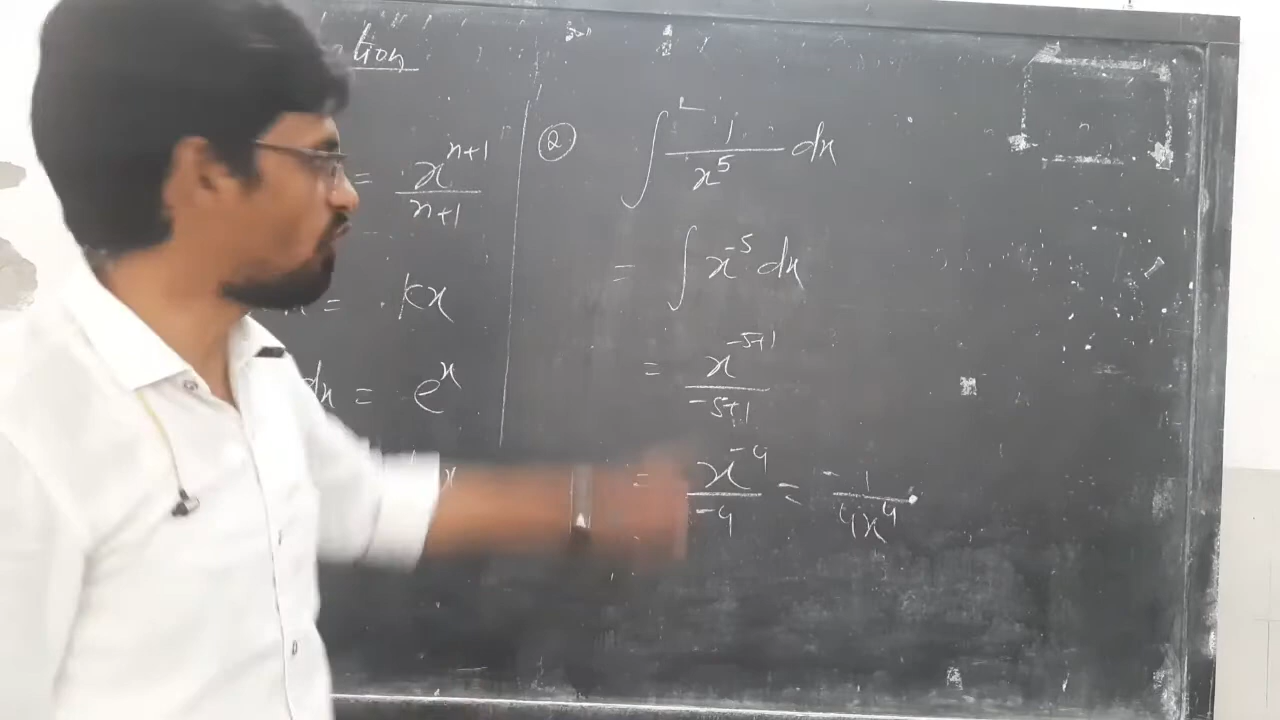 ation
= x^{n+1}/(n+1)
= kx
dx = e^x
x
② ∫ 1/x^5 dx
= ∫ x^{-5} dx
= x^{-5+1}/(-5+1)
= x^{-4}/(-4) = -1/(4x^4)